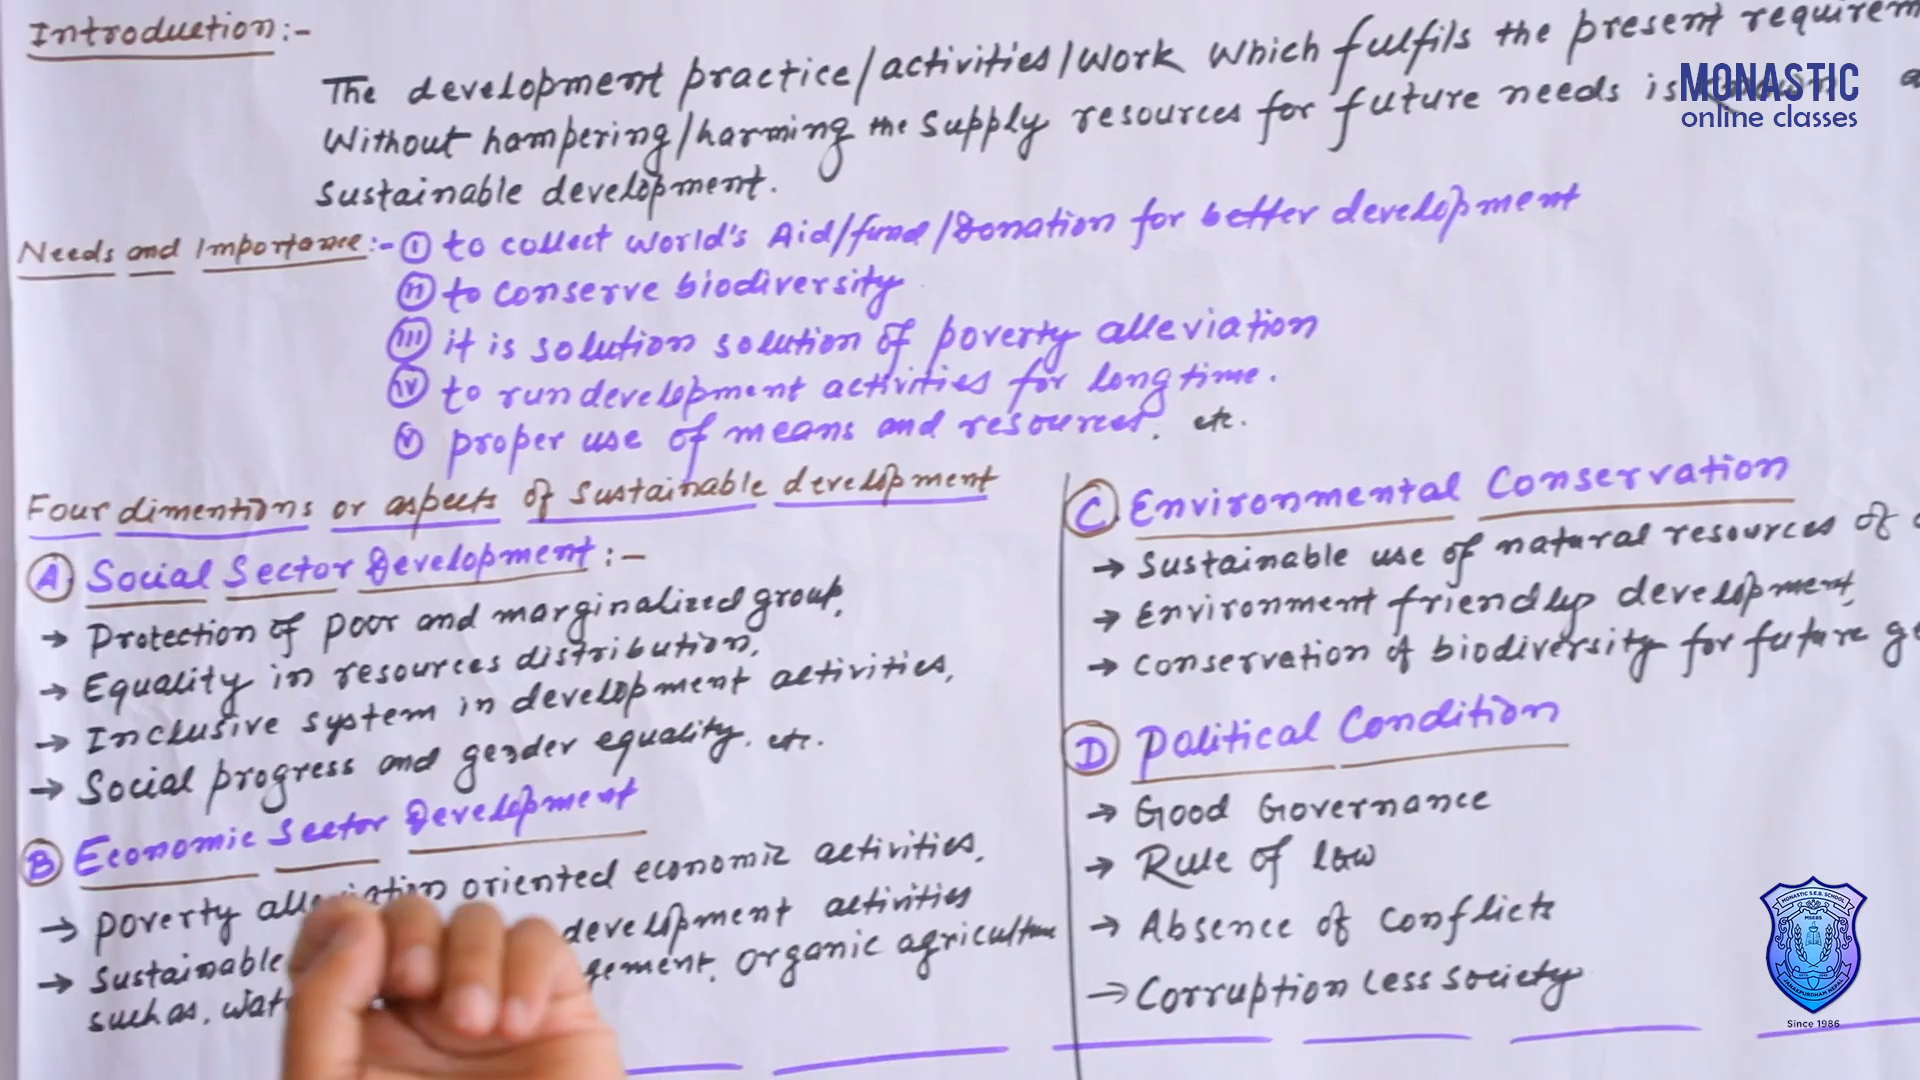 Introduction:-
The development practice/activities/work which fulfils the present
Without hampering/harming the supply resources for future needs is
sustainable development.
Needs and Importance:- (i) to collect world's Aid/fund/Donation for better development
(ii) to conserve biodiversity
(iii) it is solution solution of poverty alleviation
(iv) to run development activities for long time.
(v) proper use of means and resources. etc.
Four dimentions or aspects of sustainable development
(A) Social Sector Development:-
→ Protection of poor and marginalized group,
→ Equality in resources distribution,
→ Inclusive system in development activities,
→ Social progress and gender equality. etc.
(B) Economic Sector Development
→ poverty alleviation oriented economic activities.
→ Sustainable development activities
such as, organic agriculture
(C) Environmental Conservation
→ Sustainable use of natural resources of
→ Environment friendly development,
→ conservation of biodiversity for future
(D) Political Condition
→ Good Governance
→ Rule of law
→ Absence of Conflicts
→ Corruption less society
MONASTIC
online classes
MONASTIC S.E.B. SCHOOL
JANAKPURDHAM NEPAL
Since 1986